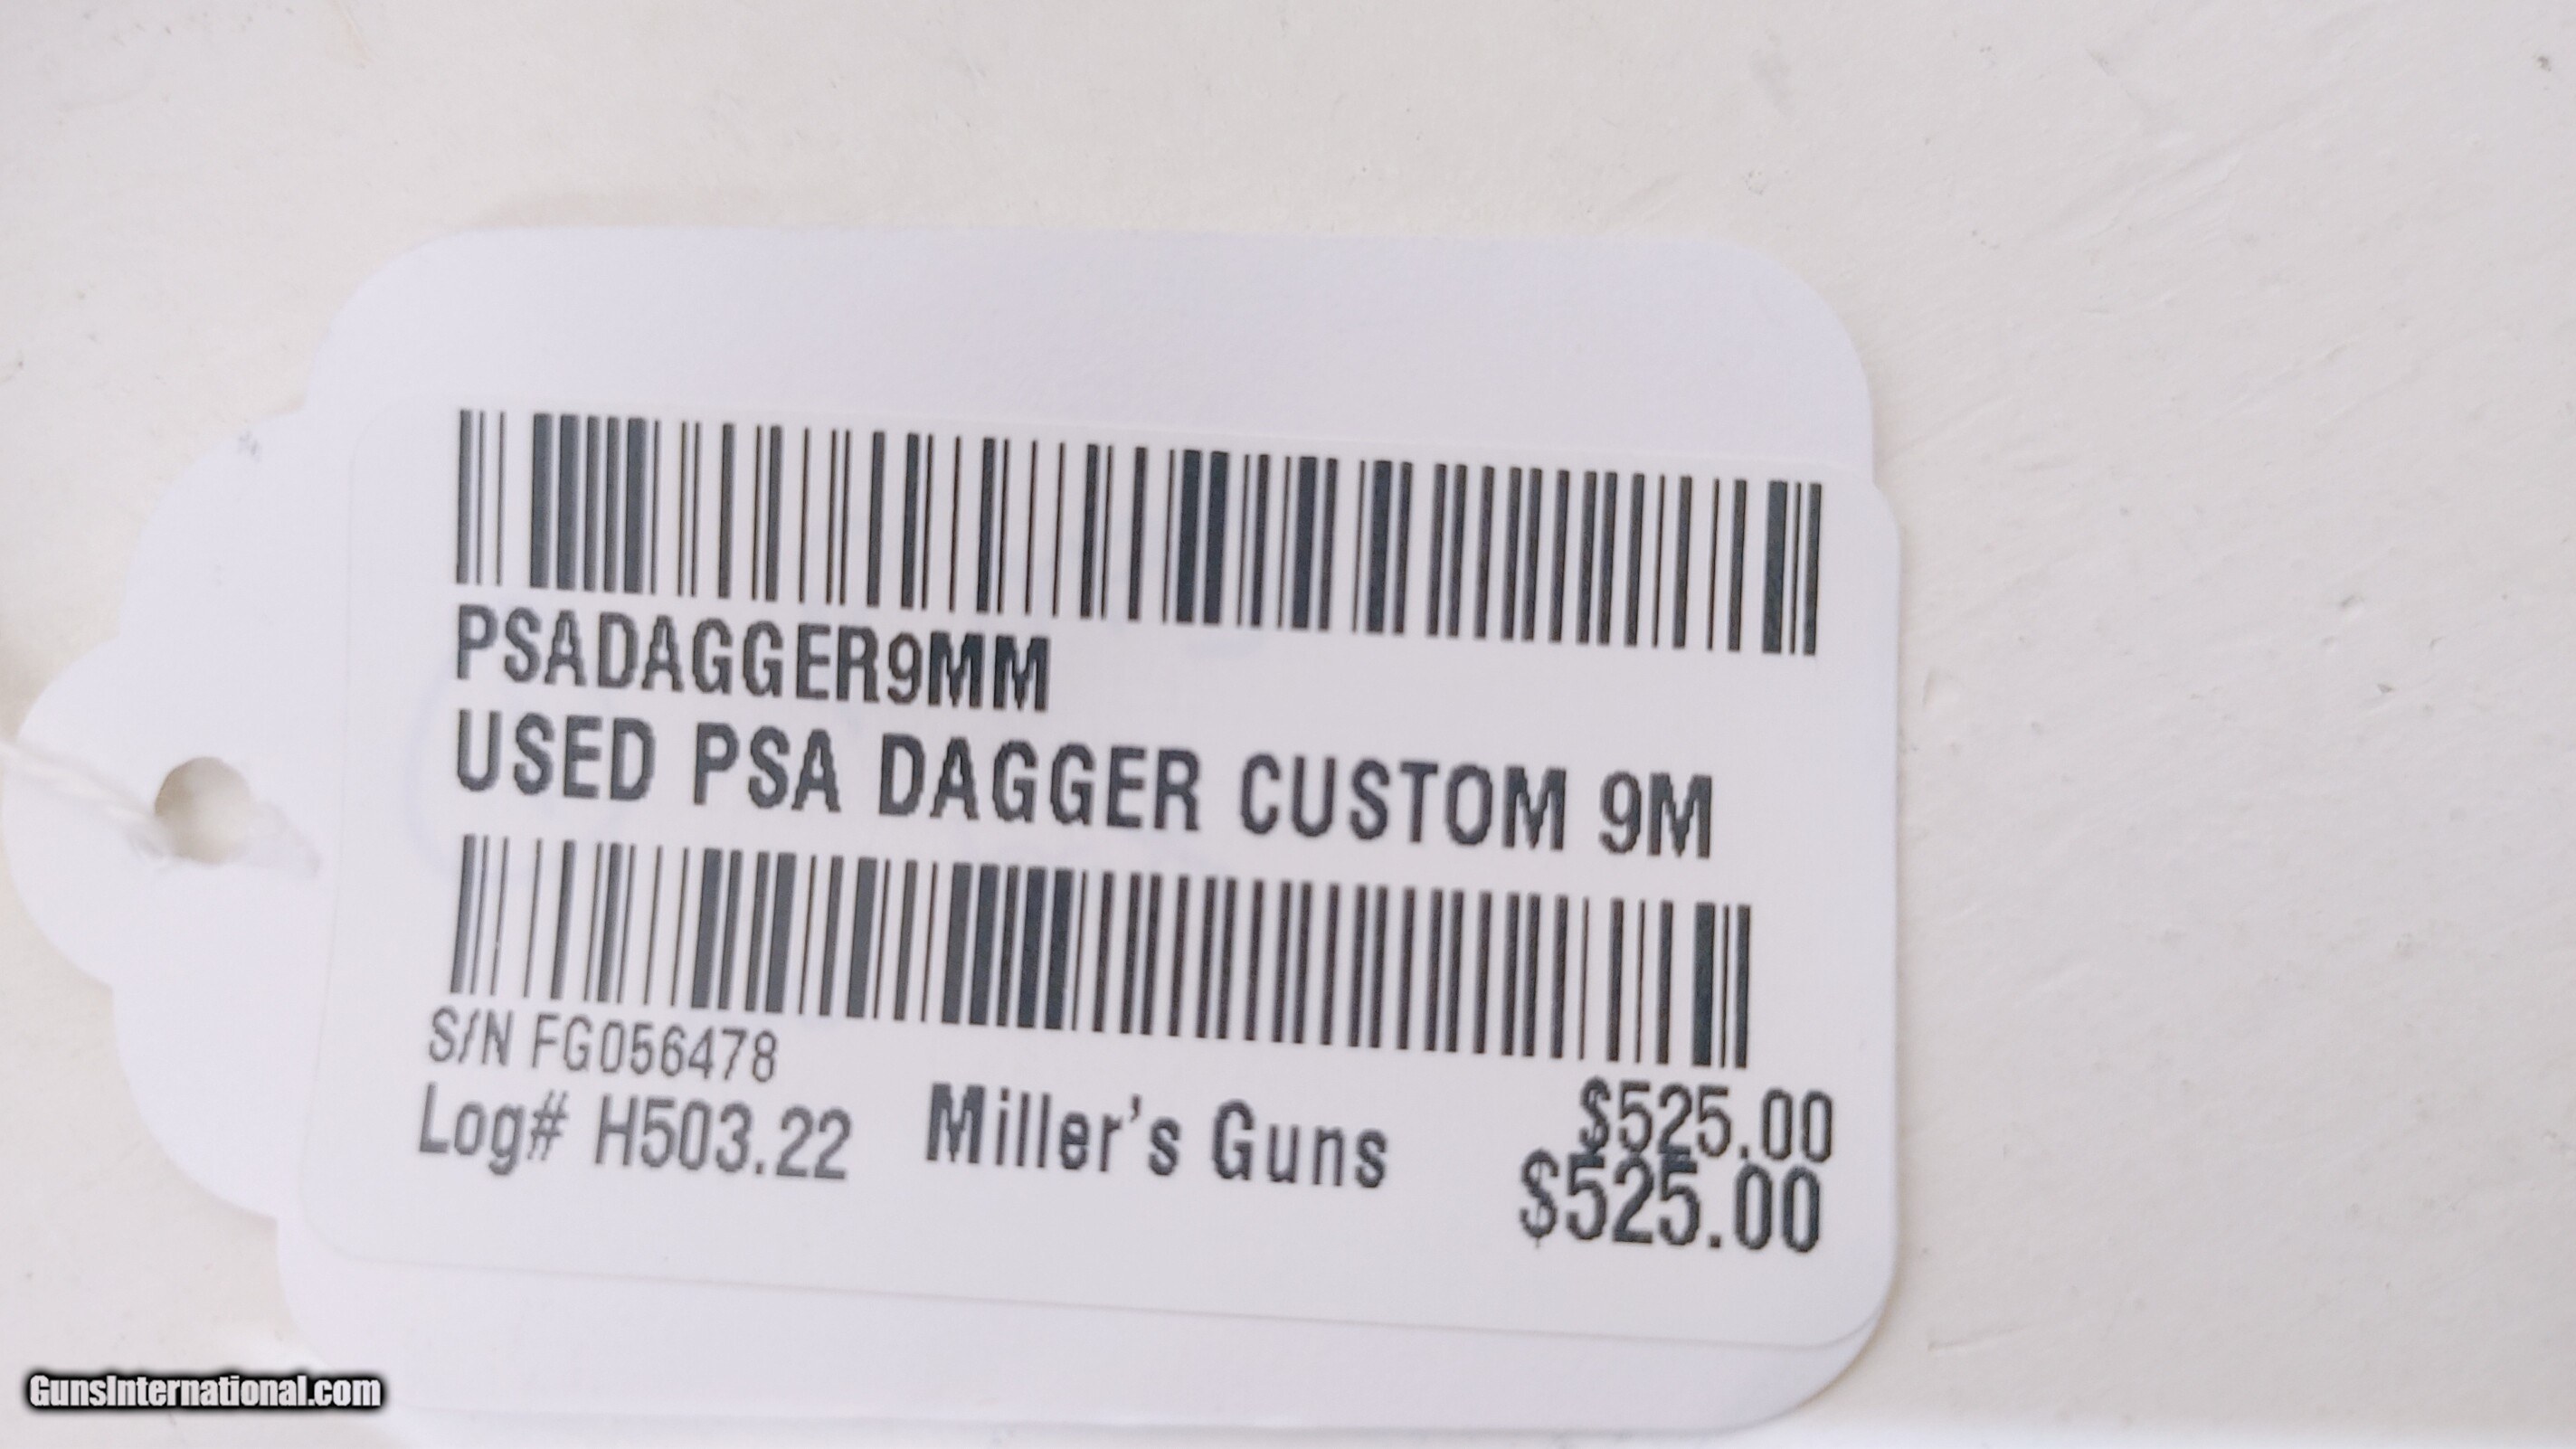 PSADAGGER9MM
USED PSA DAGGER CUSTOM 9M
S/N FG056478
Log# H503.22 Miller's Guns $525.00
$525.00
GunsInternational.com